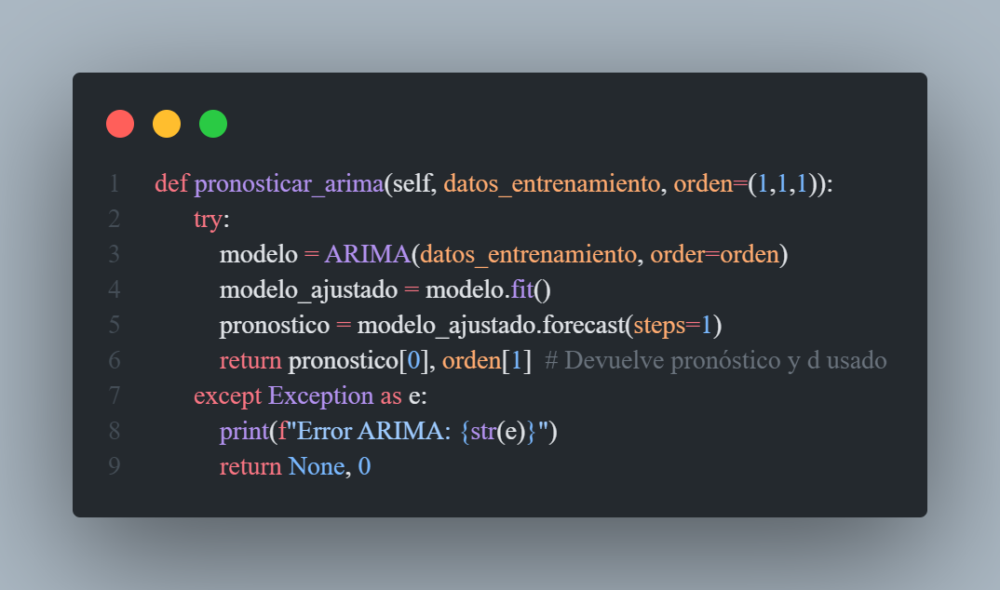 1 def pronosticar_arima(self, datos_entrenamiento, orden=(1,1,1)):
2 try:
3 modelo = ARIMA(datos_entrenamiento, order=orden)
4 modelo_ajustado = modelo.fit()
5 pronostico = modelo_ajustado.forecast(steps=1)
6 return pronostico[0], orden[1]  # Devuelve pronóstico y d usado
7 except Exception as e:
8 print(f"Error ARIMA: {str(e)}")
9 return None, 0